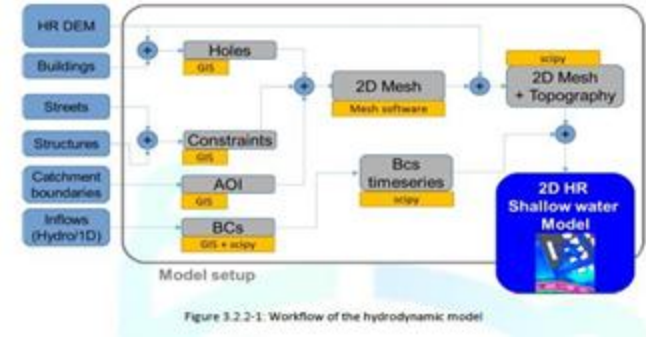 HR DEM
Buildings
Streets
Structures
Catchment
boundaries
Inflows
(Hydro/1D)
Holes
GIS
Constraints
GIS
AOI
GIS
BCs
GIS + scipy
2D Mesh
Mesh software
Bcs
timeseries
scipy
scipy
2D Mesh
+ Topography
2D HR
Shallow water
Model
Model setup
Figure 3.2.2-1: Workflow of the hydrodynamic model